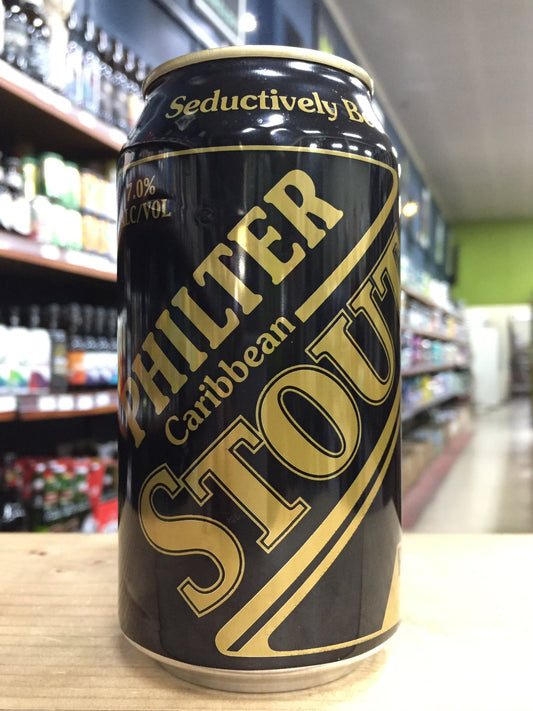 Seductively
7.0%
ALC/VOL
PHILTER
Caribbean
STOUT